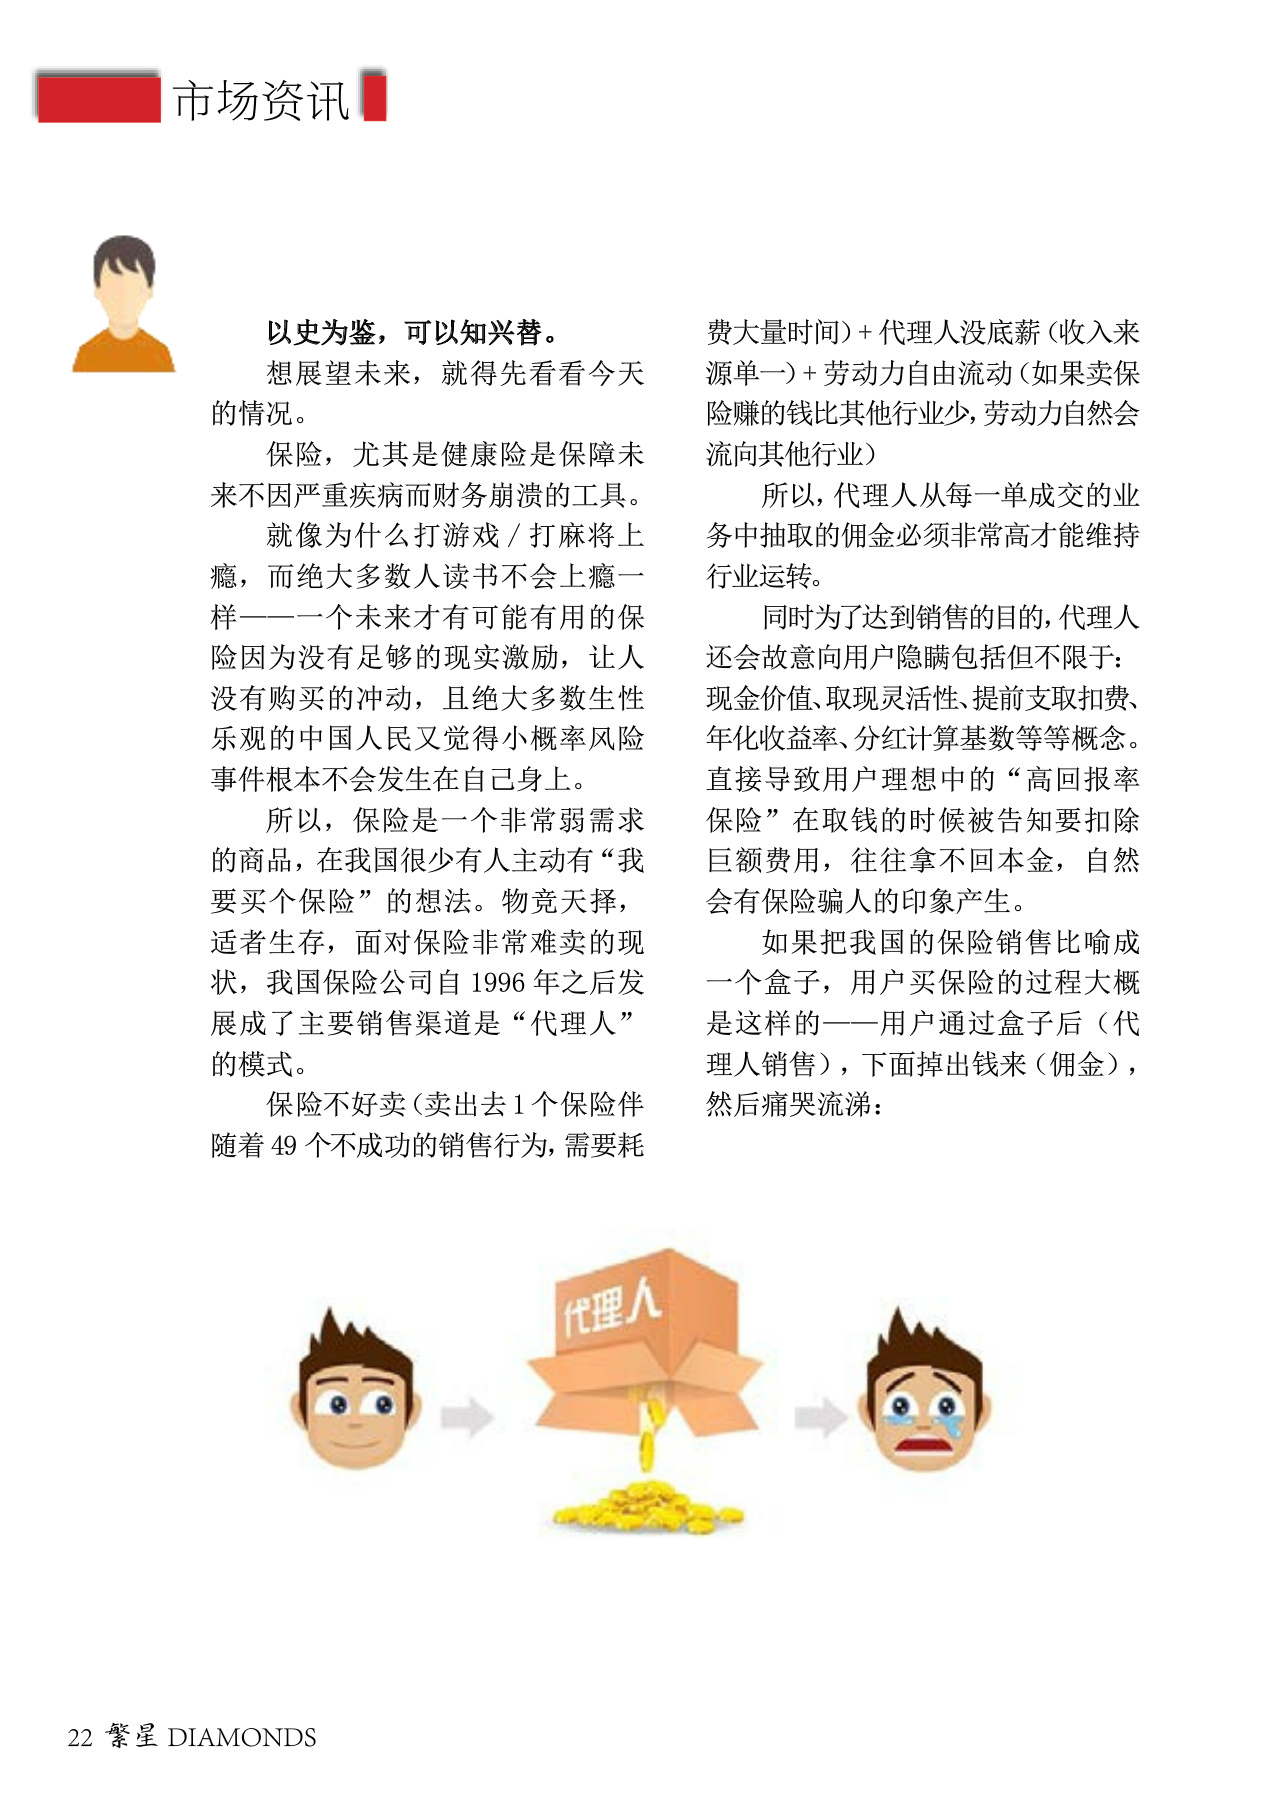 市场资讯
以史为鉴，可以知兴替。
想展望未来，就得先看看今天
的情况。
保险，尤其是健康险是保障未
来不因严重疾病而财务崩溃的工具。
就像为什么打游戏 / 打麻将上
瘾，而绝大多数人读书不会上瘾一
样——一个未来才有可能有用的保
险因为没有足够的现实激励，让人
没有购买的冲动，且绝大多数生性
乐观的中国人民又觉得小概率风险
事件根本不会发生在自己身上。
所以，保险是一个非常弱需求
的商品，在我国很少有人主动有“我
要买个保险”的想法。物竞天择，
适者生存，面对保险非常难卖的现
状，我国保险公司自 1996 年之后发
展成了主要销售渠道是“代理人”
的模式。
保险不好卖（卖出去 1 个保险伴
随着 49 个不成功的销售行为，需要耗
费大量时间）+ 代理人没底薪（收入来
源单一）+ 劳动力自由流动（如果卖保
险赚的钱比其他行业少，劳动力自然会
流向其他行业）
所以，代理人从每一单成交的业
务中抽取的佣金必须非常高才能维持
行业运转。
同时为了达到销售的目的，代理人
还会故意向用户隐瞒包括但不限于：
现金价值、取现灵活性、提前支取扣费、
年化收益率、分红计算基数等等概念。
直接导致用户理想中的“高回报率
保险”在取钱的时候被告知要扣除
巨额费用，往往拿不回本金，自然
会有保险骗人的印象产生。
如果把我国的保险销售比喻成
一个盒子，用户买保险的过程大概
是这样的——用户通过盒子后（代
理人销售），下面掉出钱来（佣金），
然后痛哭流涕：
代理人
22 繁星 DIAMONDS